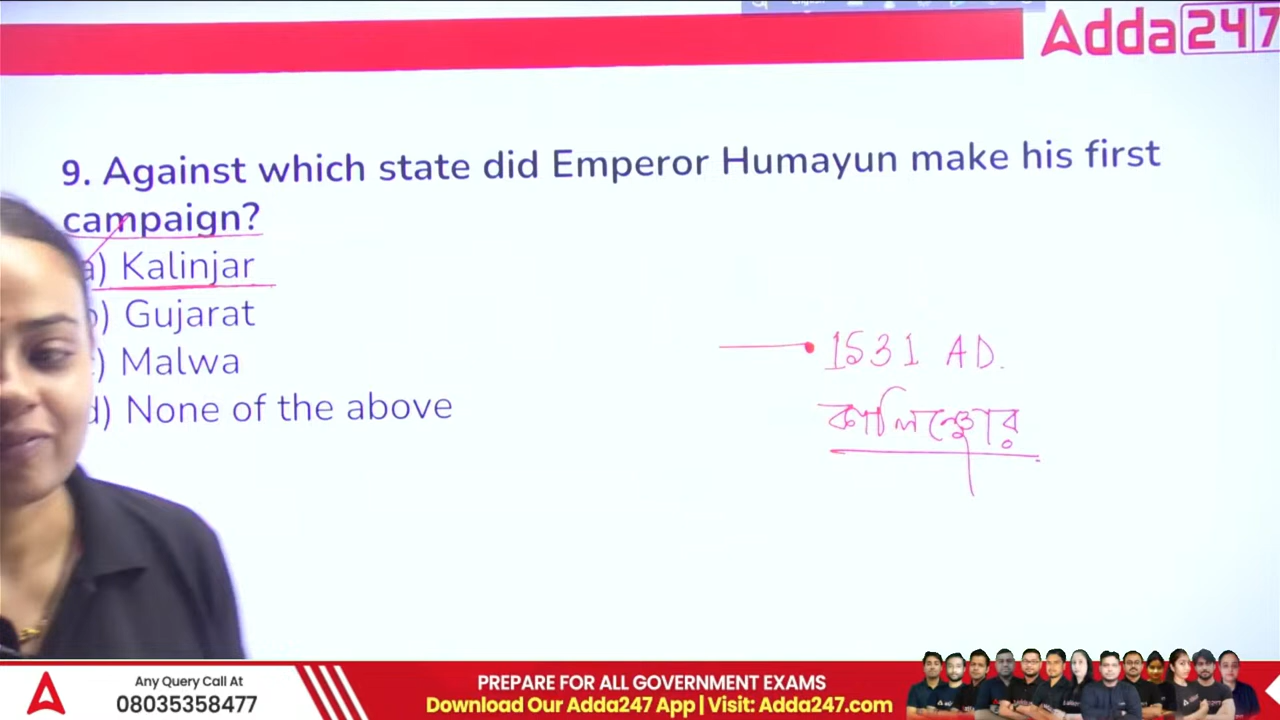 Adda247
9. Against which state did Emperor Humayun make his first
campaign?
a) Kalinjar
b) Gujarat
c) Malwa
d) None of the above
1531 AD.
কালিঞ্জোর
Any Query Call At
08035358477
PREPARE FOR ALL GOVERNMENT EXAMS
Download Our Adda247 App | Visit: Adda247.com